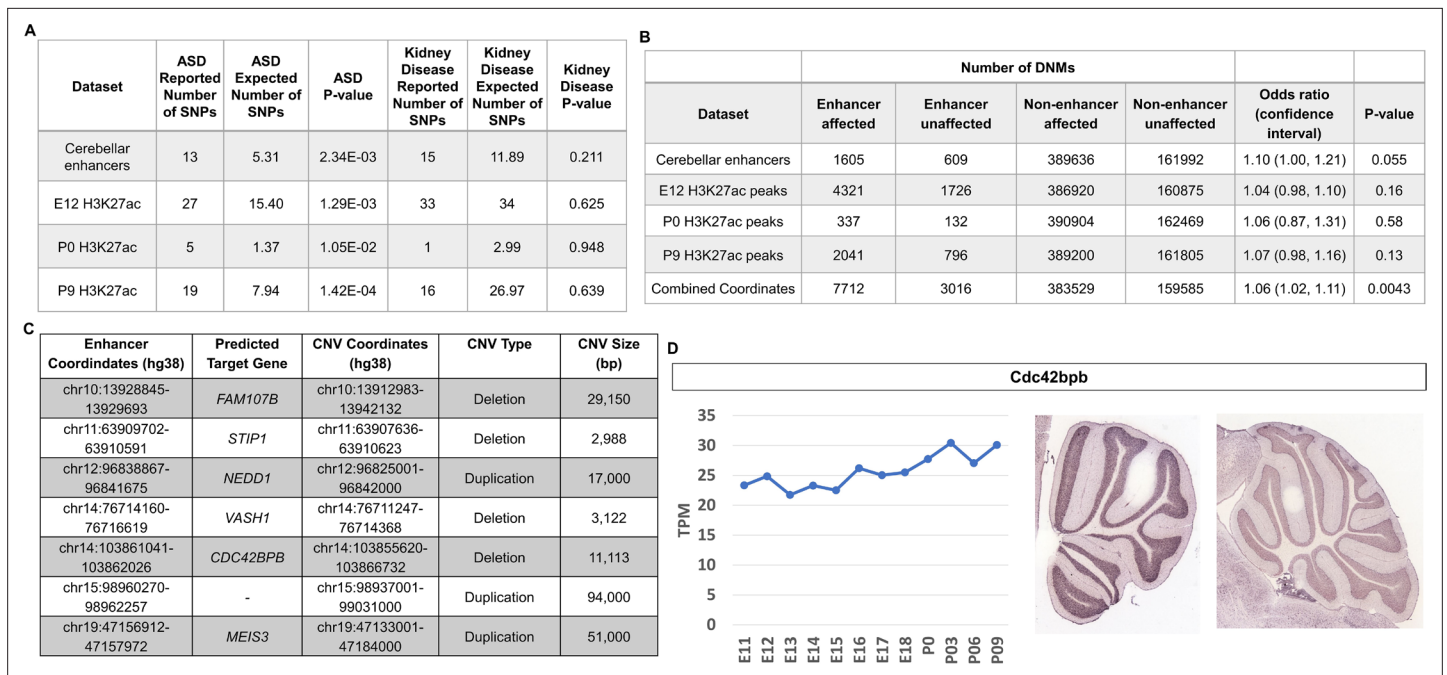 A
Dataset
ASD
Reported
Number
of SNPs
ASD
Expected
Number of
SNPs
ASD
P-value
Kidney
Disease
Reported
Number of
SNPs
Kidney
Disease
Expected
Number of
SNPs
Kidney
Disease
P-value
Cerebellar
enhancers
13
5.31
2.34E-03
15
11.89
0.211
E12 H3K27ac
27
15.40
1.29E-03
33
34
0.625
P0 H3K27ac
5
1.37
1.05E-02
1
2.99
0.948
P9 H3K27ac
19
7.94
1.42E-04
16
26.97
0.639
B
Number of DNMs
Dataset
Enhancer
affected
Enhancer
unaffected
Non-enhancer
affected
Non-enhancer
unaffected
Odds ratio
(confidence
interval)
P-value
Cerebellar enhancers
1605
609
389636
161992
1.10 (1.00, 1.21)
0.055
E12 H3K27ac peaks
4321
1726
386920
160875
1.04 (0.98, 1.10)
0.16
P0 H3K27ac peaks
337
132
390904
162469
1.06 (0.87, 1.31)
0.58
P9 H3K27ac peaks
2041
796
389200
161805
1.07 (0.98, 1.16)
0.13
Combined Coordinates
7712
3016
383529
159585
1.06 (1.02, 1.11)
0.0043
C
Enhancer
Coordindates (hg38)
Predicted
Target Gene
CNV Coordinates
(hg38)
CNV Type
CNV Size
(bp)
chr10:13928845-
13929693
FAM107B
chr10:13912983-
13942132
Deletion
29,150
chr11:63909702-
63910591
STIP1
chr11:63907636-
63910623
Deletion
2,988
chr12:96838867-
96841675
NEDD1
chr12:96825001-
96842000
Duplication
17,000
chr14:76714160-
76716619
VASH1
chr14:76711247-
76714368
Deletion
3,122
chr14:103861041-
103862026
CDC42BPB
chr14:103855620-
103866732
Deletion
11,113
chr15:98960270-
98962257
-
chr15:98937001-
99031000
Duplication
94,000
chr19:47156912-
47157972
MEIS3
chr19:47133001-
47184000
Duplication
51,000
D
Cdc42bpb
TPM
35
30
25
20
15
10
5
0
E11
E12
E13
E14
E15
E16
E17
E18
P0
P03
P06
P09